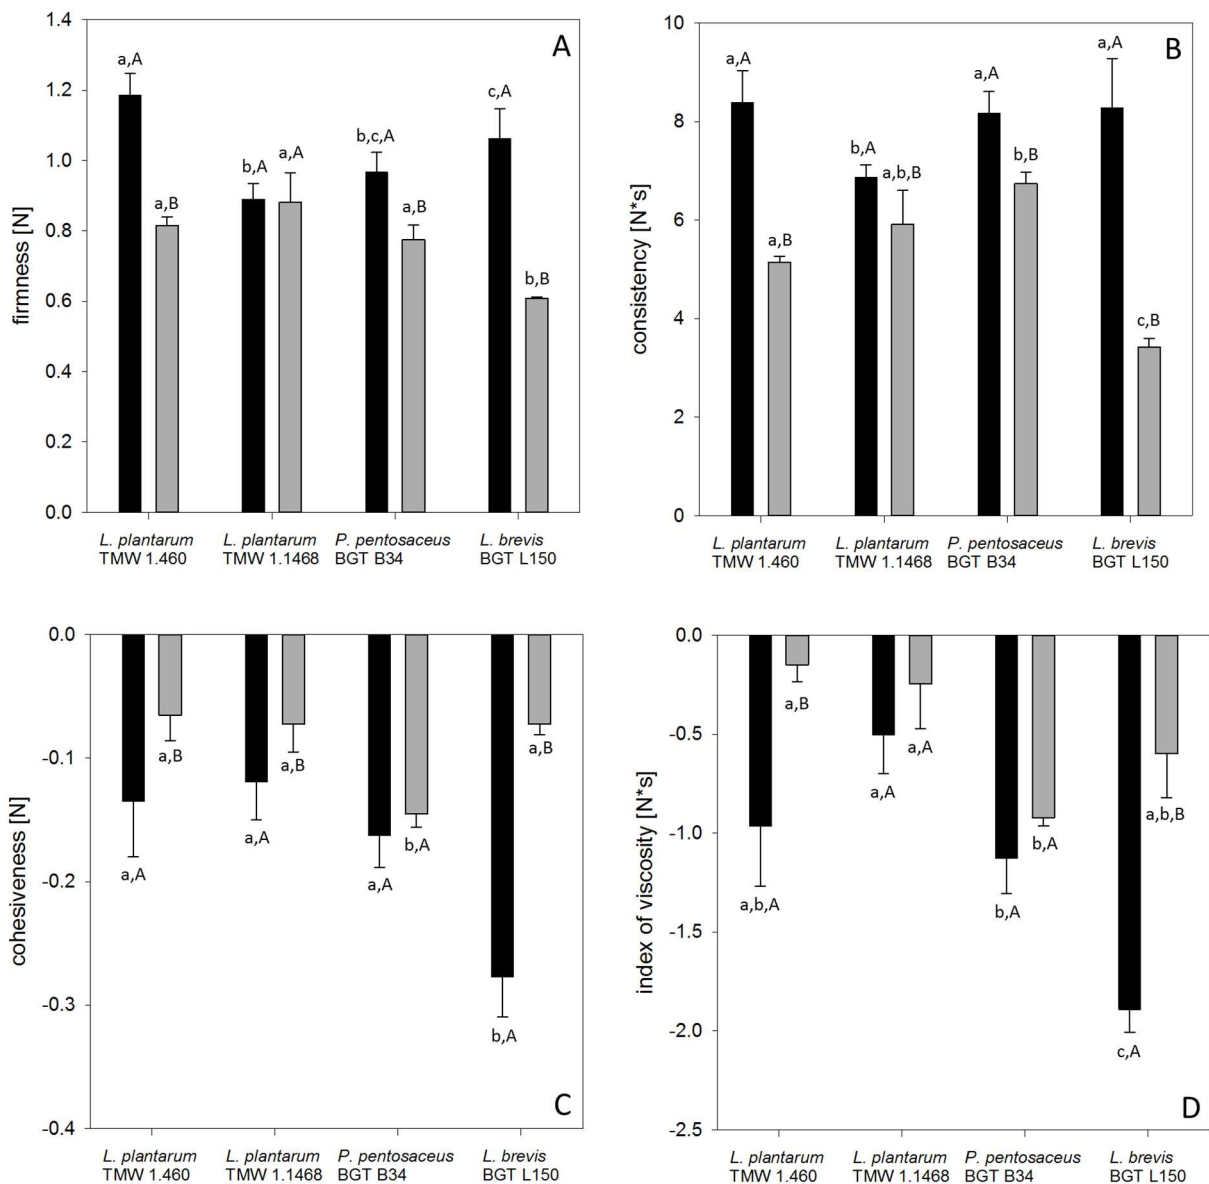 A
firmness [N]
1.4
1.2
1.0
0.8
0.6
0.4
0.2
0.0
a,A
a,B
b,A
a,A
b,c,A
a,B
c,A
b,B
L. plantarum
TMW 1.460
L. plantarum
TMW 1.1468
P. pentosaceus
BGT B34
L. brevis
BGT L150
B
consistency [N*s]
10
8
6
4
2
0
a,A
a,B
b,A
a,b,B
a,A
b,B
a,A
c,B
L. plantarum
TMW 1.460
L. plantarum
TMW 1.1468
P. pentosaceus
BGT B34
L. brevis
BGT L150
cohesiveness [N]
0.0
-0.1
-0.2
-0.3
-0.4
a,A
a,B
a,A
a,B
a,A
b,A
b,A
a,B
C
L. plantarum
TMW 1.460
L. plantarum
TMW 1.1468
P. pentosaceus
BGT B34
L. brevis
BGT L150
index of viscosity [N*s]
0.0
-0.5
-1.0
-1.5
-2.0
-2.5
a,b,A
a,B
a,A
a,A
b,A
b,A
c,A
a,b,B
D
L. plantarum
TMW 1.460
L. plantarum
TMW 1.1468
P. pentosaceus
BGT B34
L. brevis
BGT L150